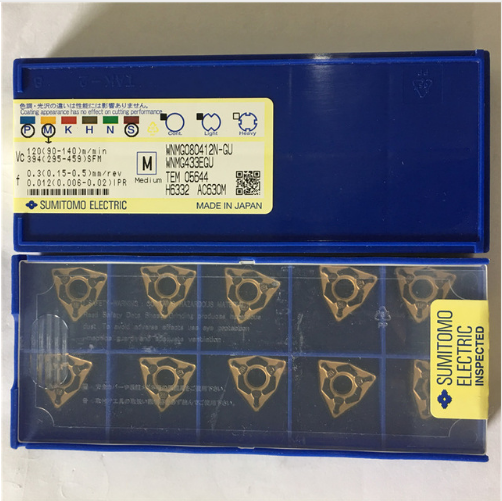 色調・光沢の違いは性能には影響ありません。
Coating appearance has no effect on cutting performance.
P M K H N S
Cont. Light Heavy
Vc 120(90-140)m/min
394(295-459)SFM
f 0.3(0.15-0.5)mm/rev
0.012(0.006-0.02)IPR
M
Medium
WNMG080412N-GU
WNMG433EGU
TEM 05644
H6332 AC630M
SUMITOMO ELECTRIC
MADE IN JAPAN
SUMITOMO
ELECTRIC
INSPECTED